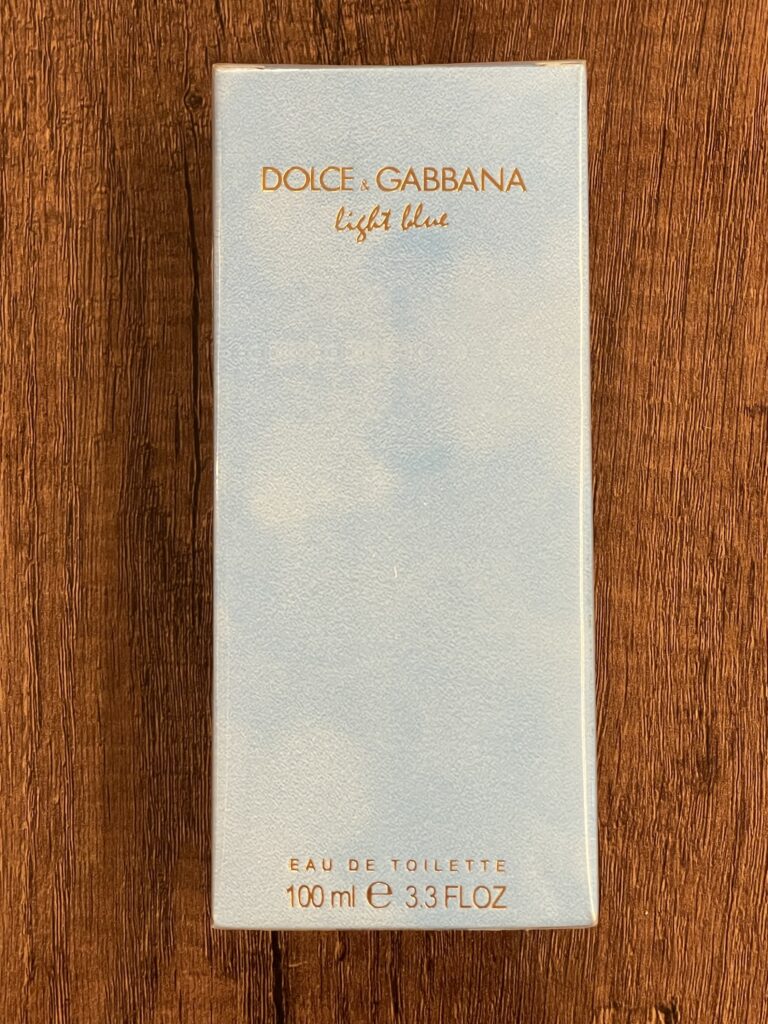 DOLCE & GABBANA
light blue
EAU DE TOILETTE
100 ml ℮ 3.3 FL OZ